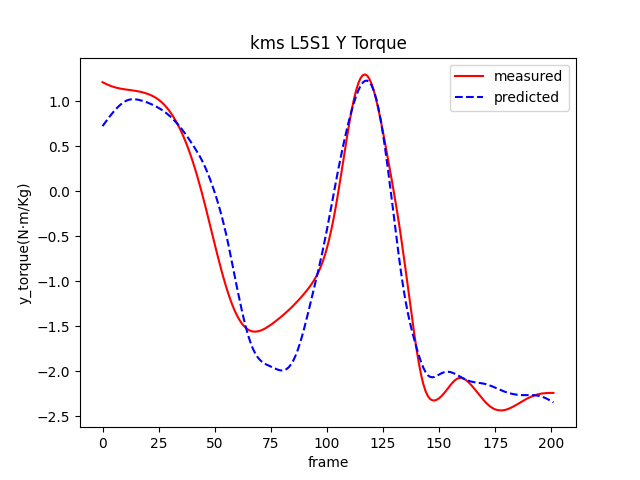 kms L5S1 Y Torque
measured
predicted
y_torque(N·m/Kg)
1.0
0.5
0.0
−0.5
−1.0
−1.5
−2.0
−2.5
0 25 50 75 100 125 150 175 200
frame